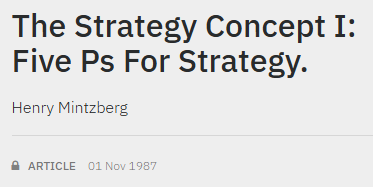 The Strategy Concept I:
Five Ps For Strategy.
Henry Mintzberg
ARTICLE 01 Nov 1987